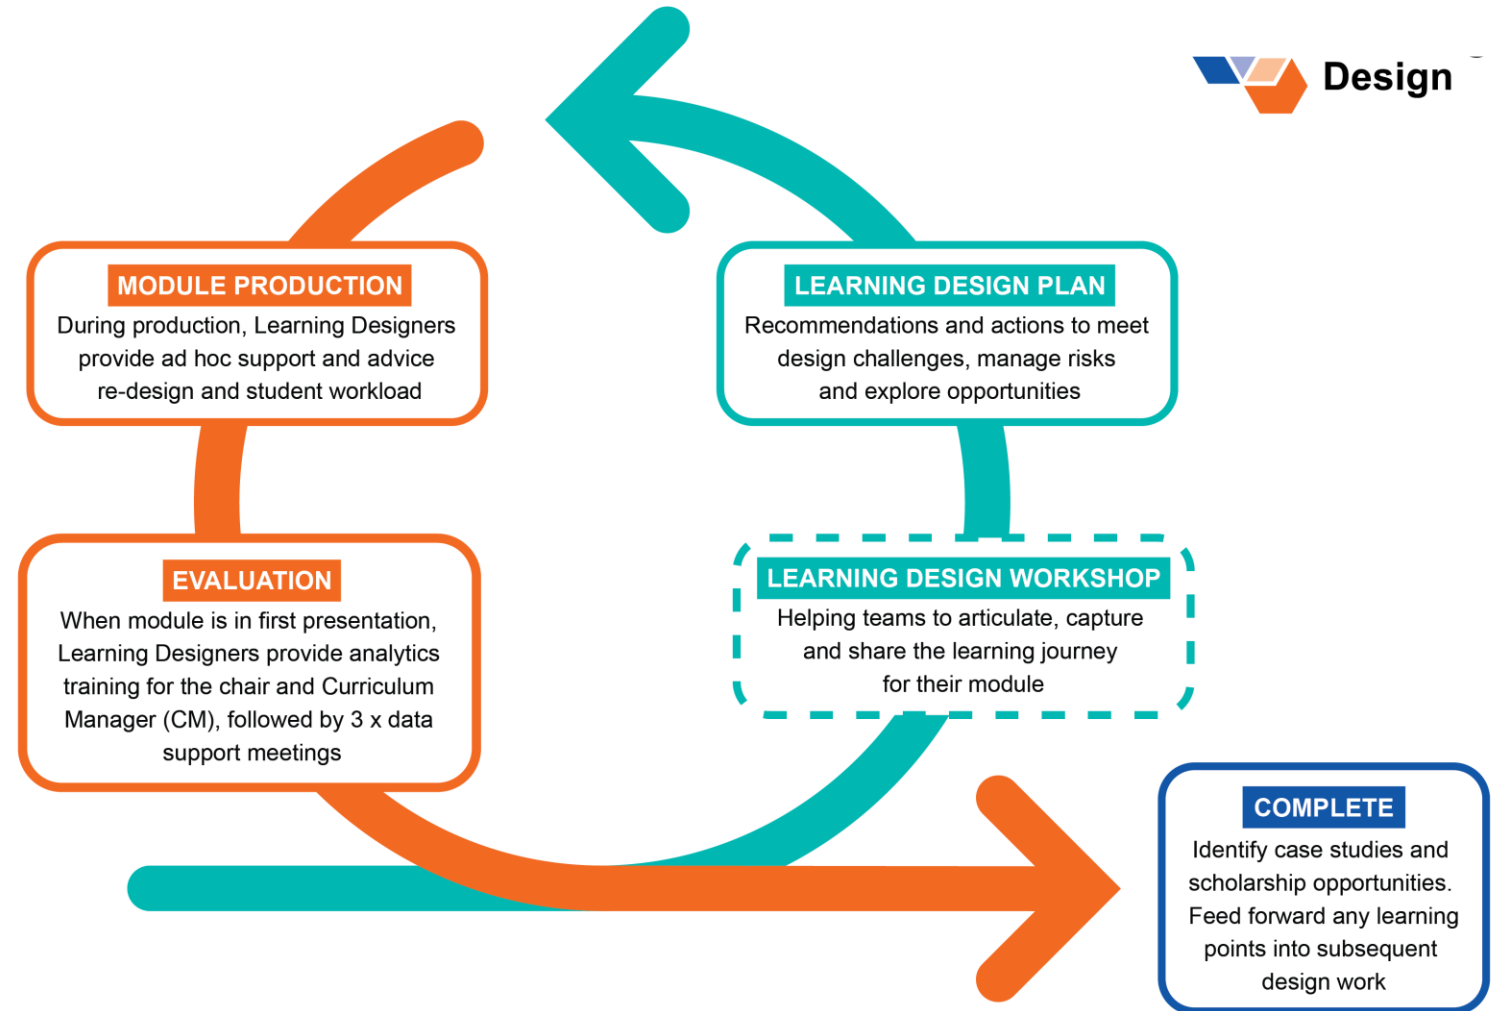 Design
MODULE PRODUCTION
During production, Learning Designers
provide ad hoc support and advice
re-design and student workload
LEARNING DESIGN PLAN
Recommendations and actions to meet
design challenges, manage risks
and explore opportunities
EVALUATION
When module is in first presentation,
Learning Designers provide analytics
training for the chair and Curriculum
Manager (CM), followed by 3 x data
support meetings
LEARNING DESIGN WORKSHOP
Helping teams to articulate, capture
and share the learning journey
for their module
COMPLETE
Identify case studies and
scholarship opportunities.
Feed forward any learning
points into subsequent
design work